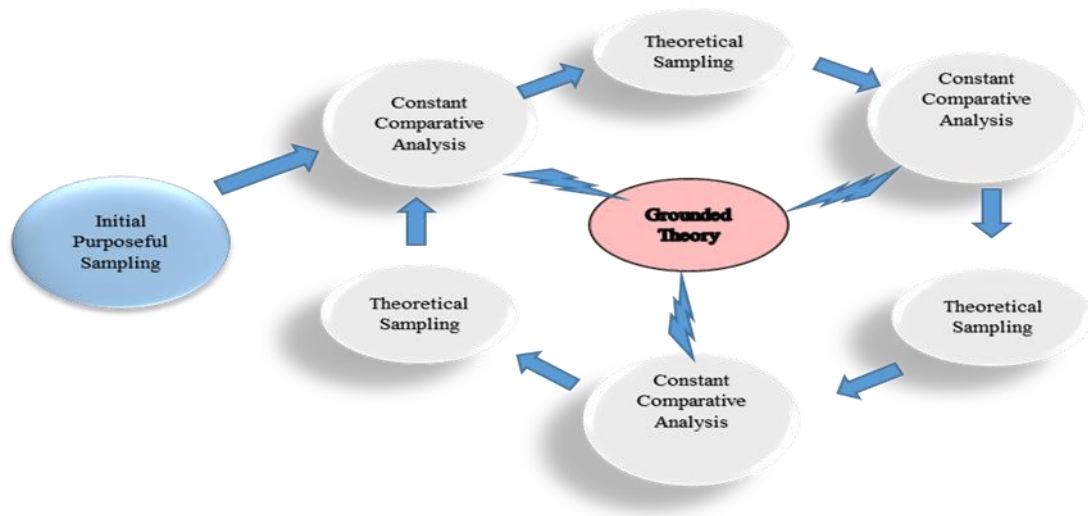 Theoretical
Sampling
Constant
Comparative
Analysis
Constant
Comparative
Analysis
Initial
Purposeful
Sampling
Grounded
Theory
Theoretical
Sampling
Theoretical
Sampling
Constant
Comparative
Analysis